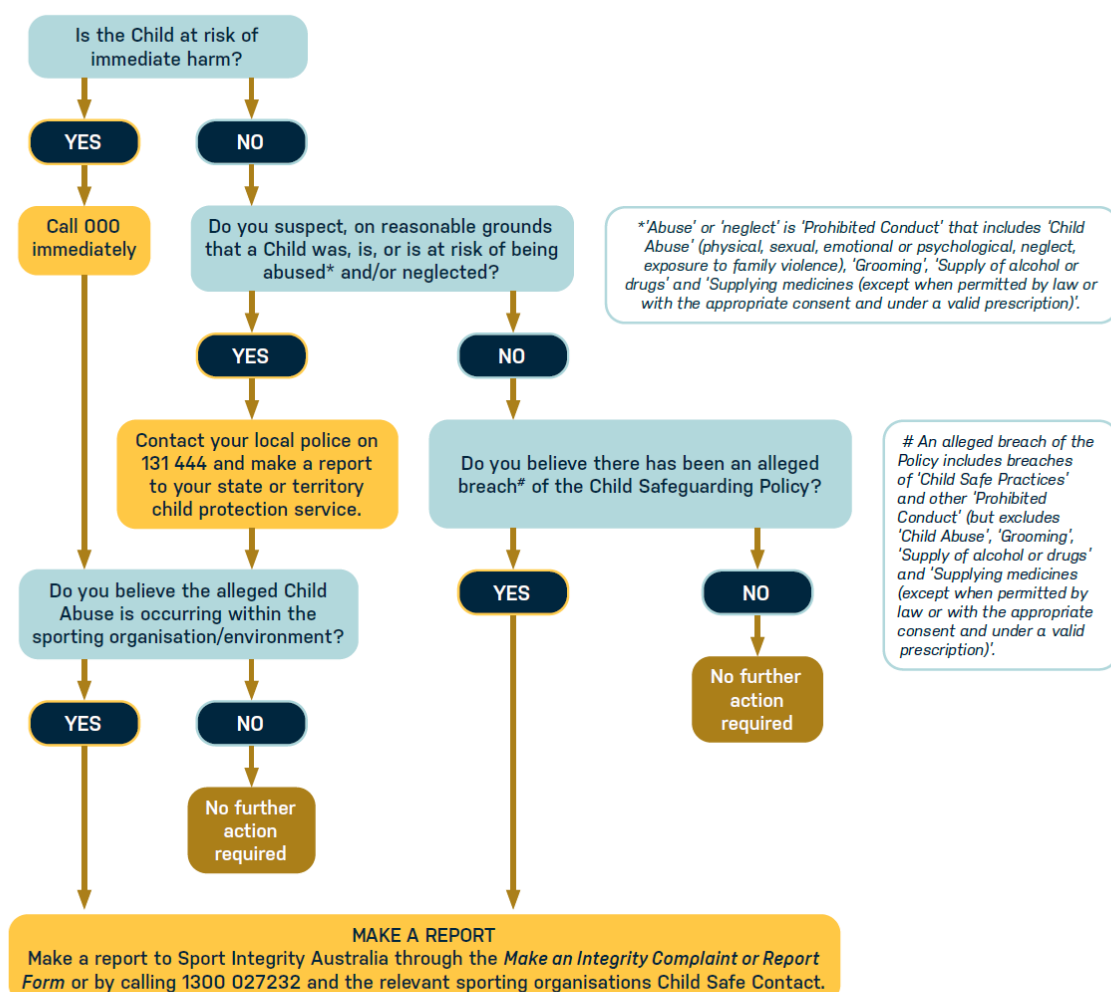 Is the Child at risk of
immediate harm?
YES
NO
Call 000
immediately
Do you suspect, on reasonable grounds
that a Child was, is, or is at risk of being
abused* and/or neglected?
*'Abuse' or 'neglect' is 'Prohibited Conduct' that includes 'Child
Abuse' (physical, sexual, emotional or psychological, neglect,
exposure to family violence), 'Grooming', 'Supply of alcohol or
drugs' and 'Supplying medicines (except when permitted by law or
with the appropriate consent and under a valid prescription)'.
YES
NO
Contact your local police on
131 444 and make a report
to your state or territory
child protection service.
Do you believe there has been an alleged
breach# of the Child Safeguarding Policy?
# An alleged breach of the
Policy includes breaches
of 'Child Safe Practices'
and other 'Prohibited
Conduct' (but excludes
'Child Abuse', 'Grooming',
'Supply of alcohol or drugs'
and 'Supplying medicines
(except when permitted by
law or with the appropriate
consent and under a valid
prescription)'.
Do you believe the alleged Child
Abuse is occurring within the
sporting organisation/environment?
YES
NO
YES
NO
No further
action
required
No further
action
required
MAKE A REPORT
Make a report to Sport Integrity Australia through the Make an Integrity Complaint or Report
Form or by calling 1300 027232 and the relevant sporting organisations Child Safe Contact.